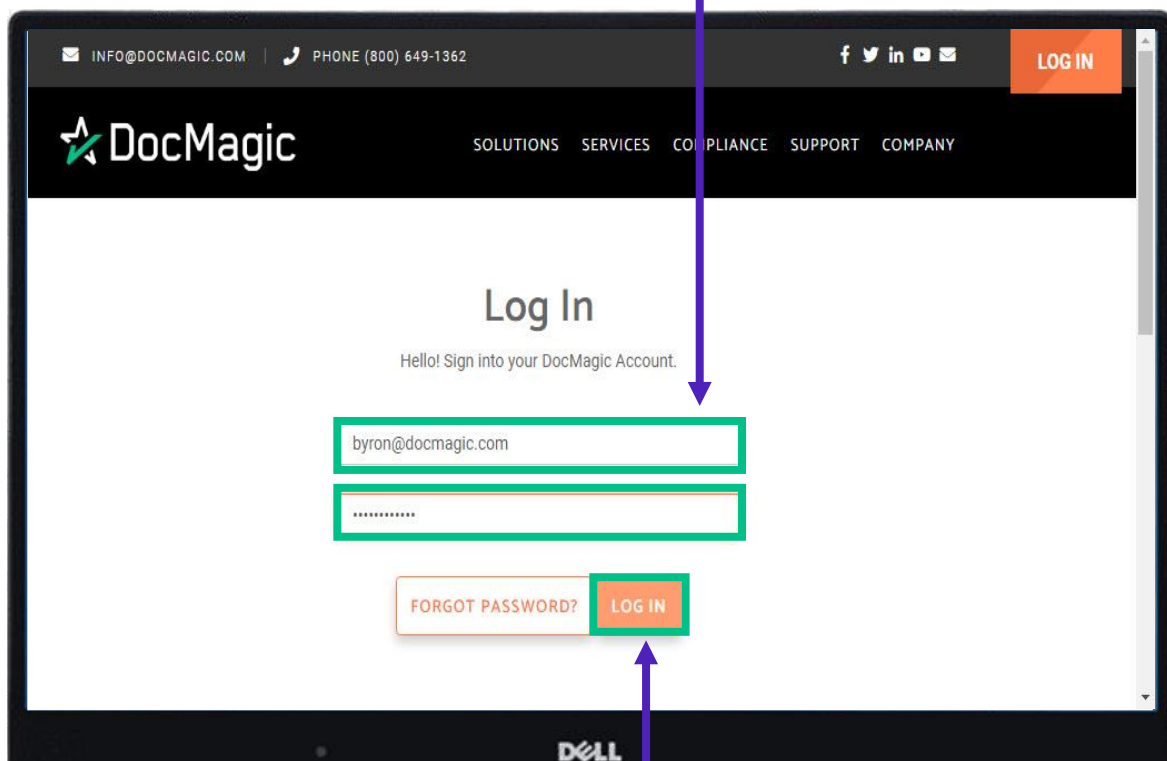 INFO@DOCMAGIC.COM | PHONE (800) 649-1362 LOG IN
DocMagic SOLUTIONS SERVICES COMPLIANCE SUPPORT COMPANY
Log In
Hello! Sign into your DocMagic Account.
byron@docmagic.com
••••••••••••
FORGOT PASSWORD? LOG IN
DELL